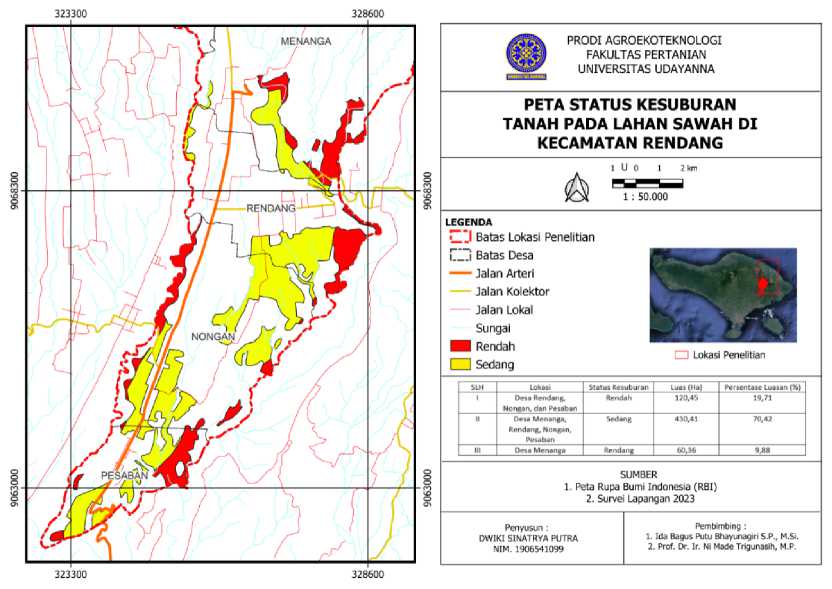 323300
328600
MENANGA
9068300
9068300
RENDANG
NONGAN
PESABAN
9063000
9063000
323300
328600
PRODI AGROEKOTEKNOLOGI
FAKULTAS PERTANIAN
UNIVERSITAS UDAYANNA
PETA STATUS KESUBURAN
TANAH PADA LAHAN SAWAH DI
KECAMATAN RENDANG
1 U 0 1 2 km
1 : 50.000
LEGENDA
Batas Lokasi Penelitian
Batas Desa
Jalan Arteri
Jalan Kolektor
Jalan Lokal
Sungai
Rendah
Sedang
Lokasi Penelitian
SLH Lokasi Status Kesuburan Luas (Ha) Persentase Luasan (%)
I Desa Rendang, Rendah 120,45 19,71
Nongan, dan Pesaban
II Desa Menanga, Sedang 430,41 70,42
Rendang, Nongan,
Pesaban
III Desa Menanga Rendang 60,36 9,88
SUMBER
1. Peta Rupa Bumi Indonesia (RBI)
2. Survei Lapangan 2023
Penyusun :
DWIKI SINATRYA PUTRA
NIM. 1906541099
Pembimbing :
1. Ida Bagus Putu Bhayunagiri S.P., M.Si.
2. Prof. Dr. Ir. Ni Made Trigunasih, M.P.